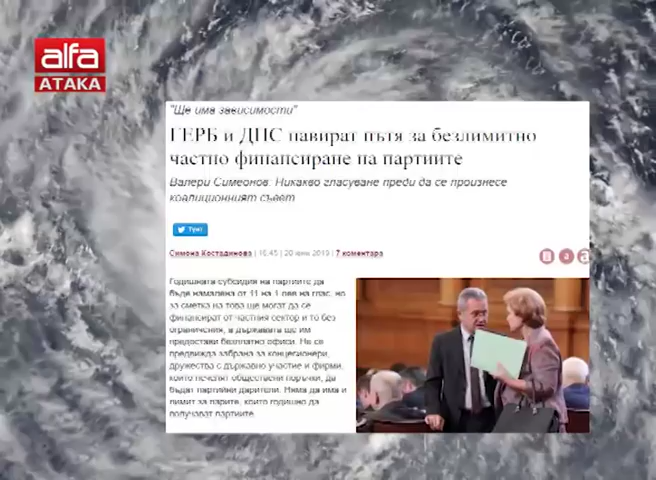 alfa
АТАКА
"Ще има зависимости"
ГЕРБ и ДПС павират пътя за безлимитно
частно финансиране на партиите
Валери Симеонов: Никакво гласуване преди да се произнесе
коалиционният съвет
Туит
Симона Костадинова | 16:45 | 20 юни 2019 | 7 коментара
Годишната субсидия на партиите да
бъде намалена от 11 на 1 лев на глас, но
за сметка на това ще могат да се
финансират от частния сектор и то без
ограничения, а държавата ще им
предостави безплатно офиси. Не се
предвижда забрана за концесионери,
дружества с държавно участие и фирми,
които печелят обществени поръчки, да
бъдат партийни дарители. Няма да има и
лимит за парите, които годишно да
получават партиите.